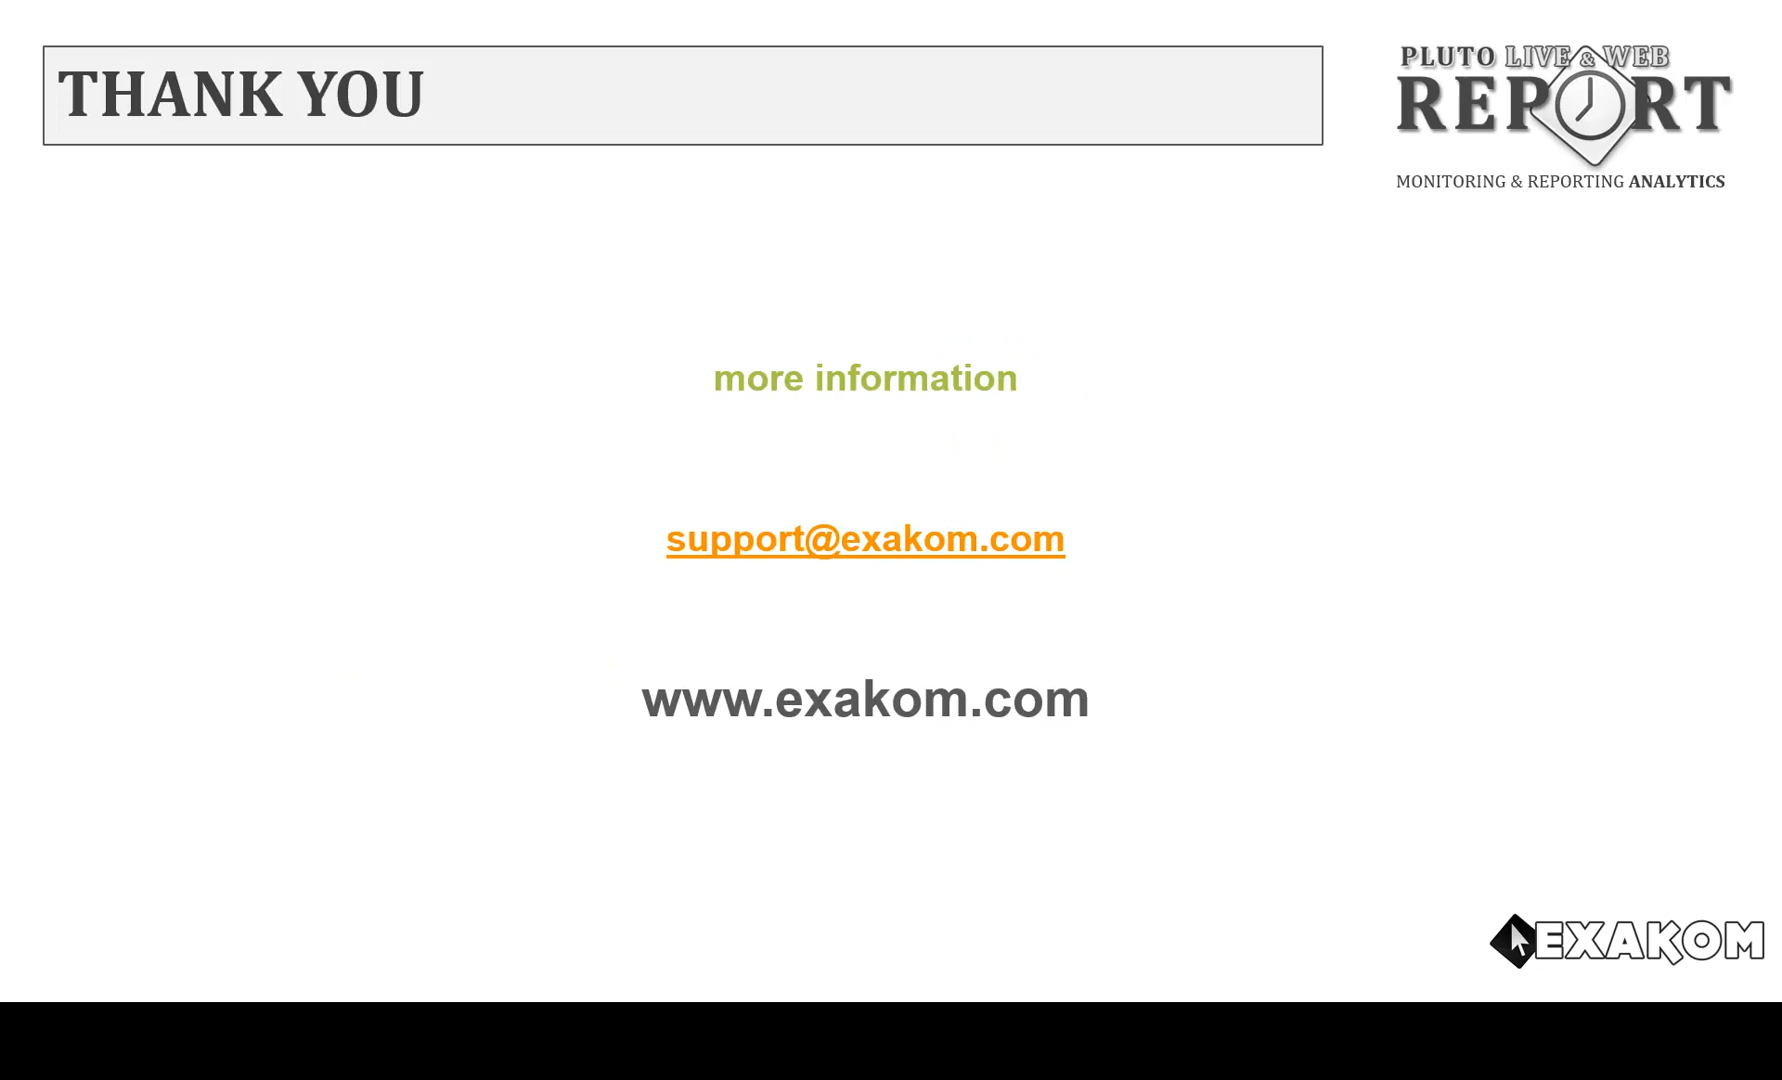 THANK YOU
PLUTO LIVE & WEB
REPORT
MONITORING & REPORTING ANALYTICS
more information
support@exakom.com
www.exakom.com
EXAKOM